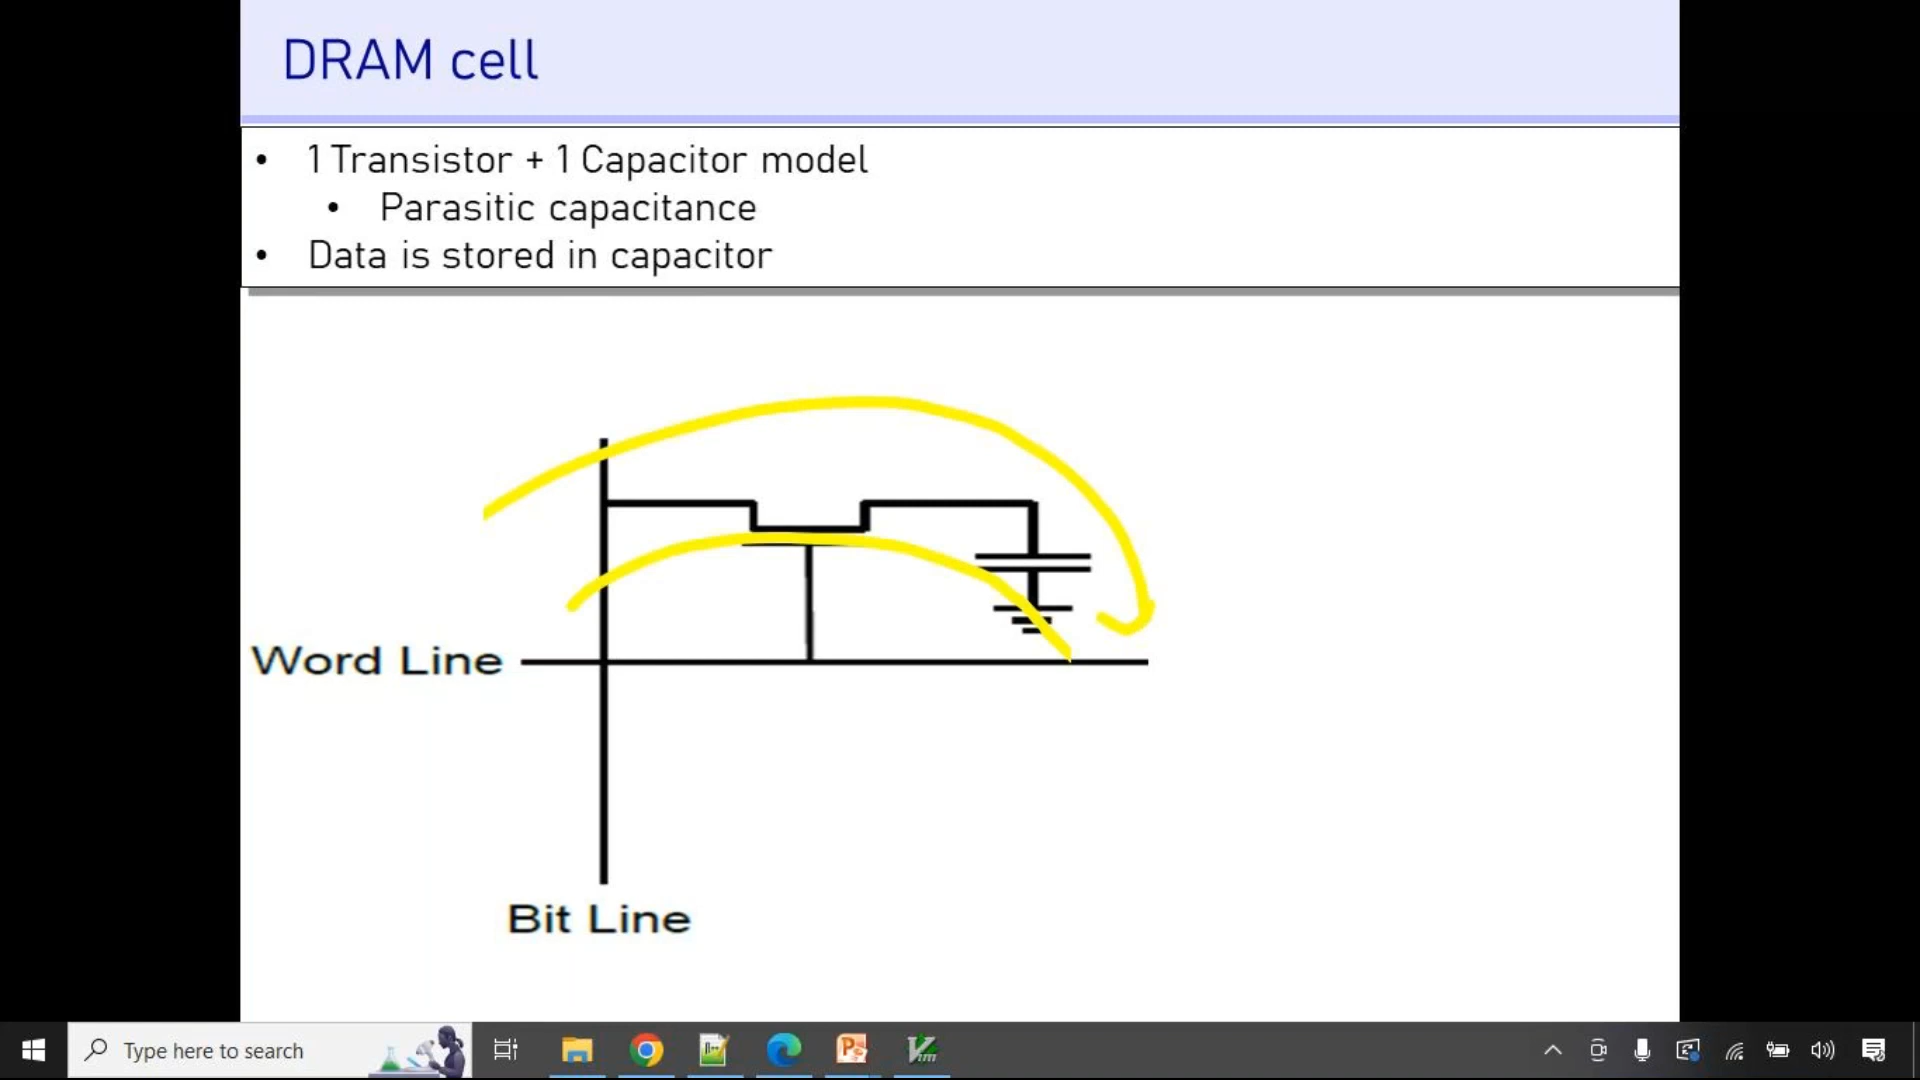 DRAM cell
• 1 Transistor + 1 Capacitor model
• Parasitic capacitance
• Data is stored in capacitor
Word Line
Bit Line
Type here to search